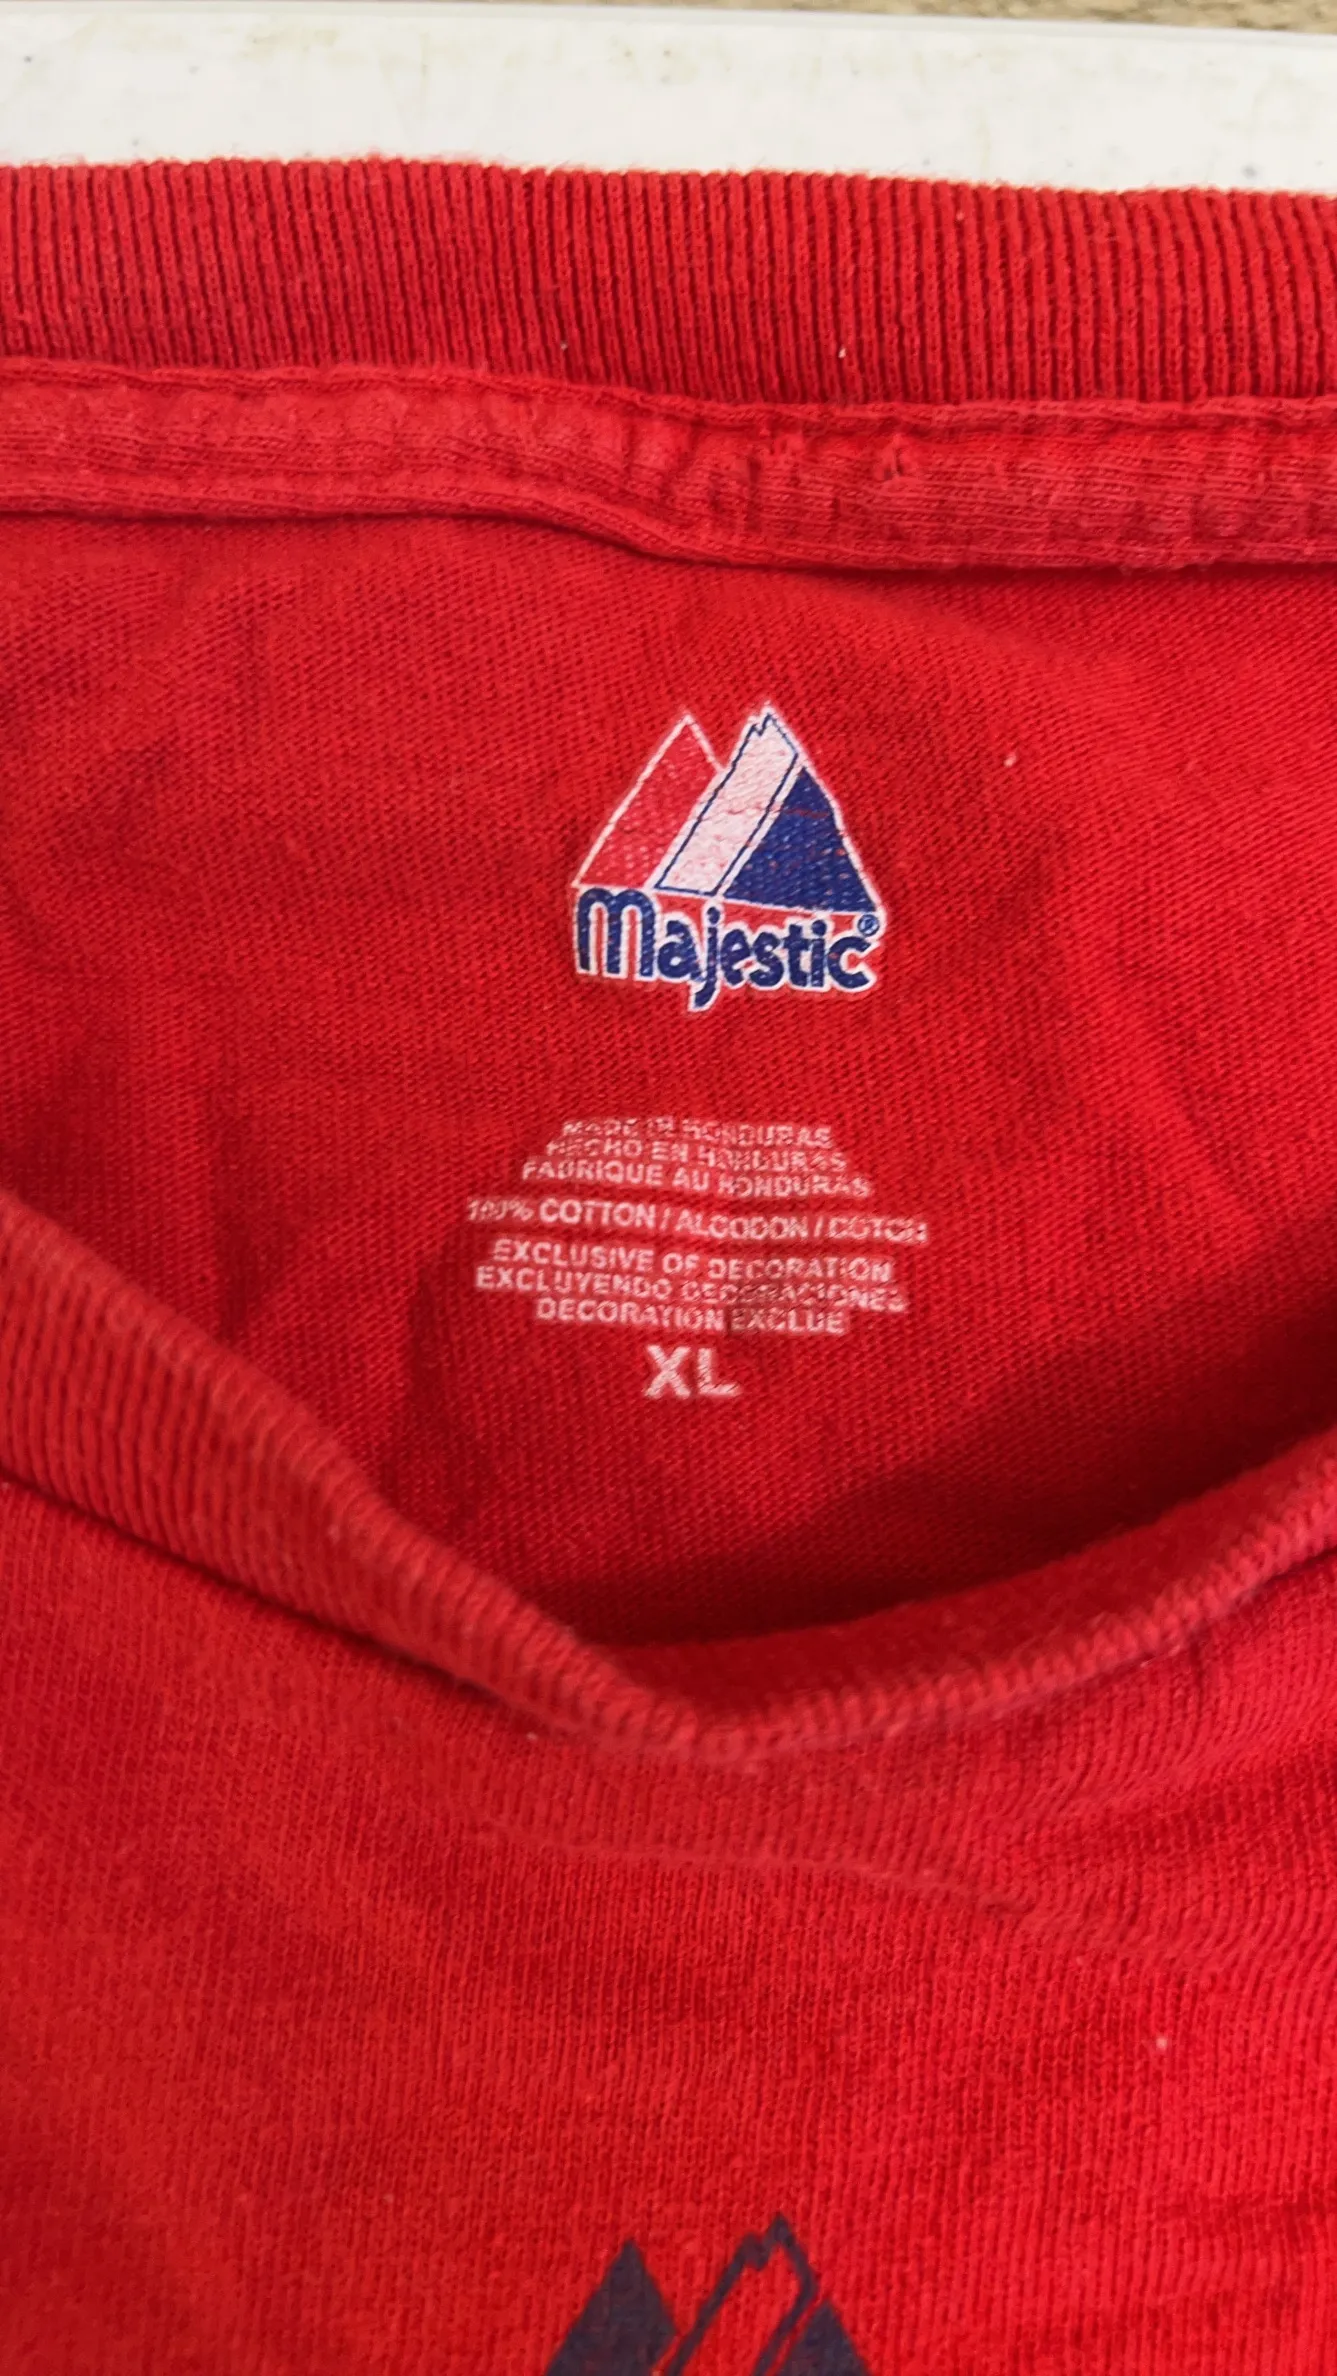 majestic®
MADE IN HONDURAS
HECHO EN HONDURAS
FABRIQUE AU HONDURAS
100% COTTON / ALGODON / COTON
EXCLUSIVE OF DECORATION
EXCLUYENDO DECORACIONES
DECORATION EXCLUE
XL